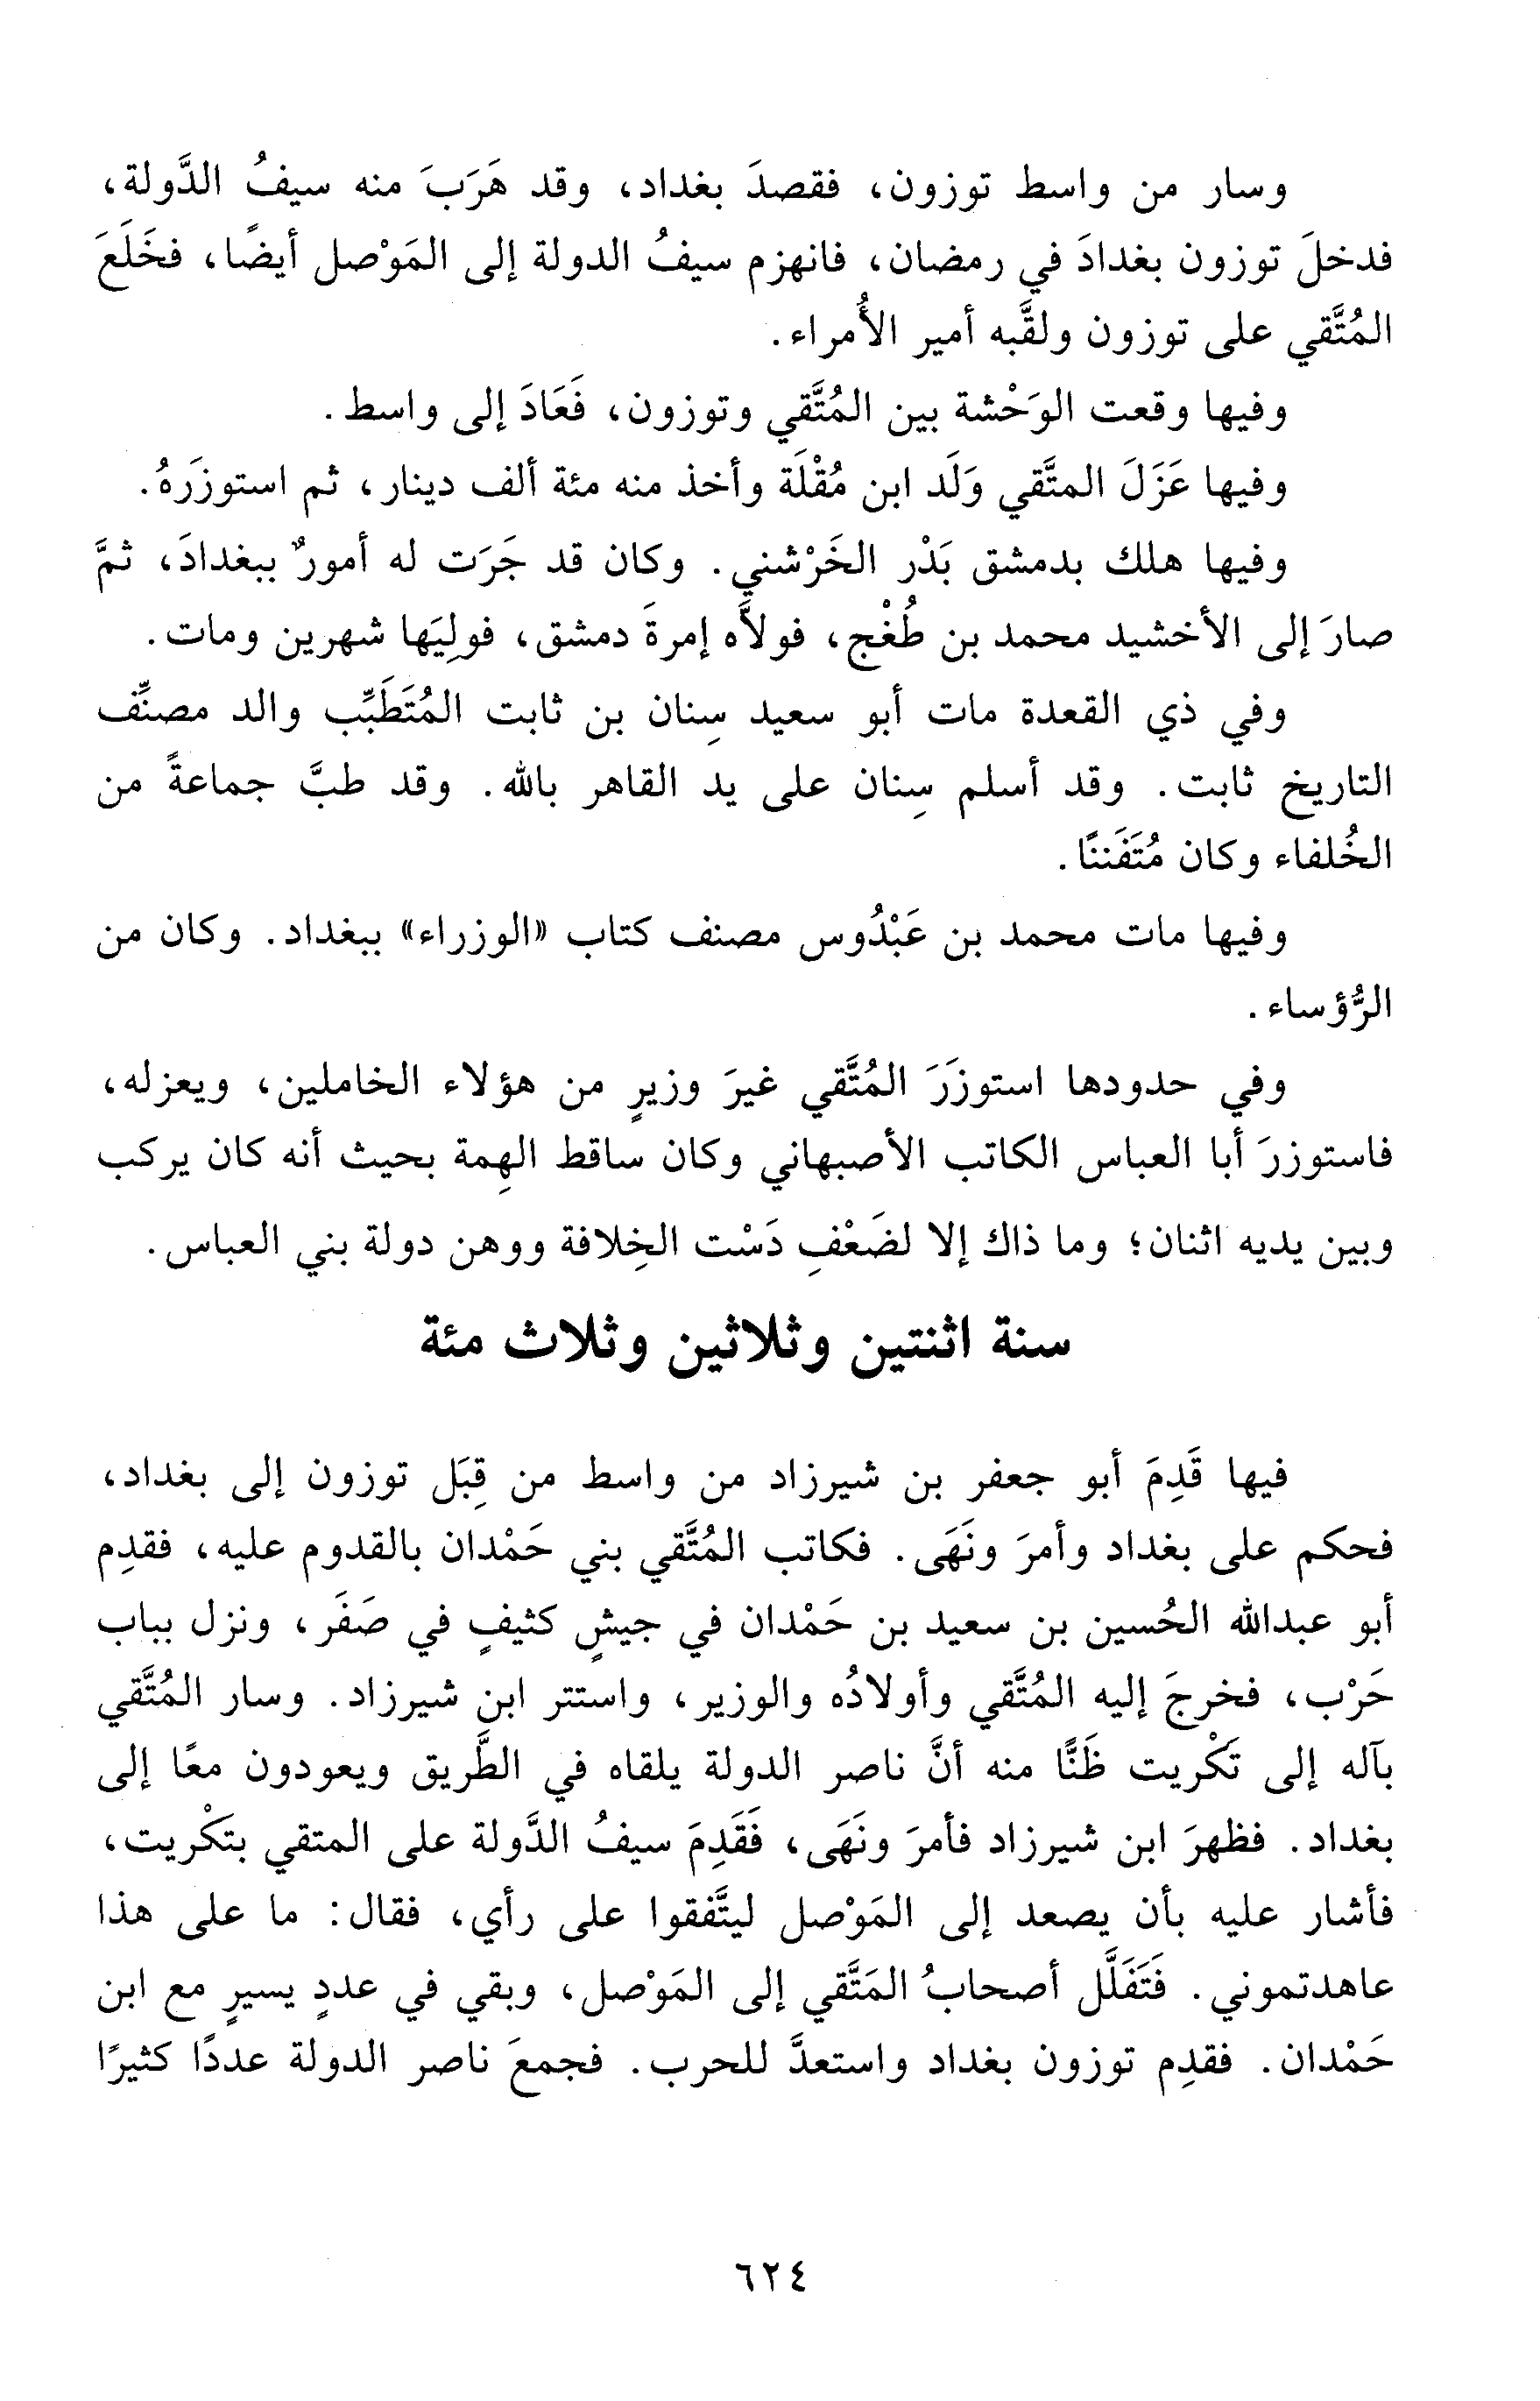 وسار من واسط توزون، فقصدَ بغداد، وقد هَرَبَ منه سيفُ الدَّولة،
فدخلَ توزون بغدادَ في رمضان، فانهزم سيفُ الدولة إلى المَوْصل أيضًا، فخَلَعَ
المُتَّقي على توزون ولقَّبه أمير الأُمراء.
وفيها وقعت الوَحْشة بين المُتَّقي وتوزون، فَعَادَ إلى واسط.
وفيها عَزَلَ المتَّقي وَلَد ابن مُقْلَة وأخذ منه مئة ألف دينار، ثم استوزَرهُ.
وفيها هلك بدمشق بَدْر الخَرْشني. وكان قد جَرَت له أمورٌ ببغدادَ، ثمَّ
صارَ إلى الأخشيد محمد بن طُغْج، فولاَّه إمرةَ دمشق، فولِيَها شهرين ومات.
وفي ذي القعدة مات أبو سعيد سِنان بن ثابت المُتَطَبِّب والد مصنِّف
التاريخ ثابت. وقد أسلم سِنان على يد القاهر بالله. وقد طبَّ جماعةً من
الخُلفاء وكان مُتَفَننًا.
وفيها مات محمد بن عَبْدُوس مصنف كتاب «الوزراء» ببغداد. وكان من
الرُّؤساء.
وفي حدودها استوزَرَ المُتَّقي غيرَ وزيرٍ من هؤلاء الخاملين، ويعزله،
فاستوزرَ أبا العباس الكاتب الأصبهاني وكان ساقط الهِمة بحيث أنه كان يركب
وبين يديه اثنان؛ وما ذاك إلا لضَعْفِ دَسْت الخِلافة ووهن دولة بني العباس.
سنة اثنتين وثلاثين وثلاث مئة
فيها قَدِمَ أبو جعفر بن شيرزاد من واسط من قِبَل توزون إلى بغداد،
فحكم على بغداد وأمرَ ونَهَى. فكاتب المُتَّقي بني حَمْدان بالقدوم عليه، فقدِم
أبو عبدالله الحُسين بن سعيد بن حَمْدان في جيشٍ كثيفٍ في صَفَر، ونزل بباب
حَرْب، فخرجَ إليه المُتَّقي وأولادُه والوزير، واستتر ابن شيرزاد. وسار المُتَّقي
بآله إلى تَكْريت ظَنًّا منه أنَّ ناصر الدولة يلقاه في الطَّريق ويعودون معًا إلى
بغداد. فظهرَ ابن شيرزاد فأمرَ ونَهَى، فَقَدِمَ سيفُ الدَّولة على المتقي بتكْريت،
فأشار عليه بأن يصعد إلى المَوْصل ليتَّفقوا على رأي، فقال: ما على هذا
عاهدتموني. فَتَفَلَّل أصحابُ المَتَّقي إلى المَوْصل، وبقي في عددٍ يسيرٍ مع ابن
حَمْدان. فقدِم توزون بغداد واستعدَّ للحرب. فجمعَ ناصر الدولة عددًا كثيرًا
٦٢٤